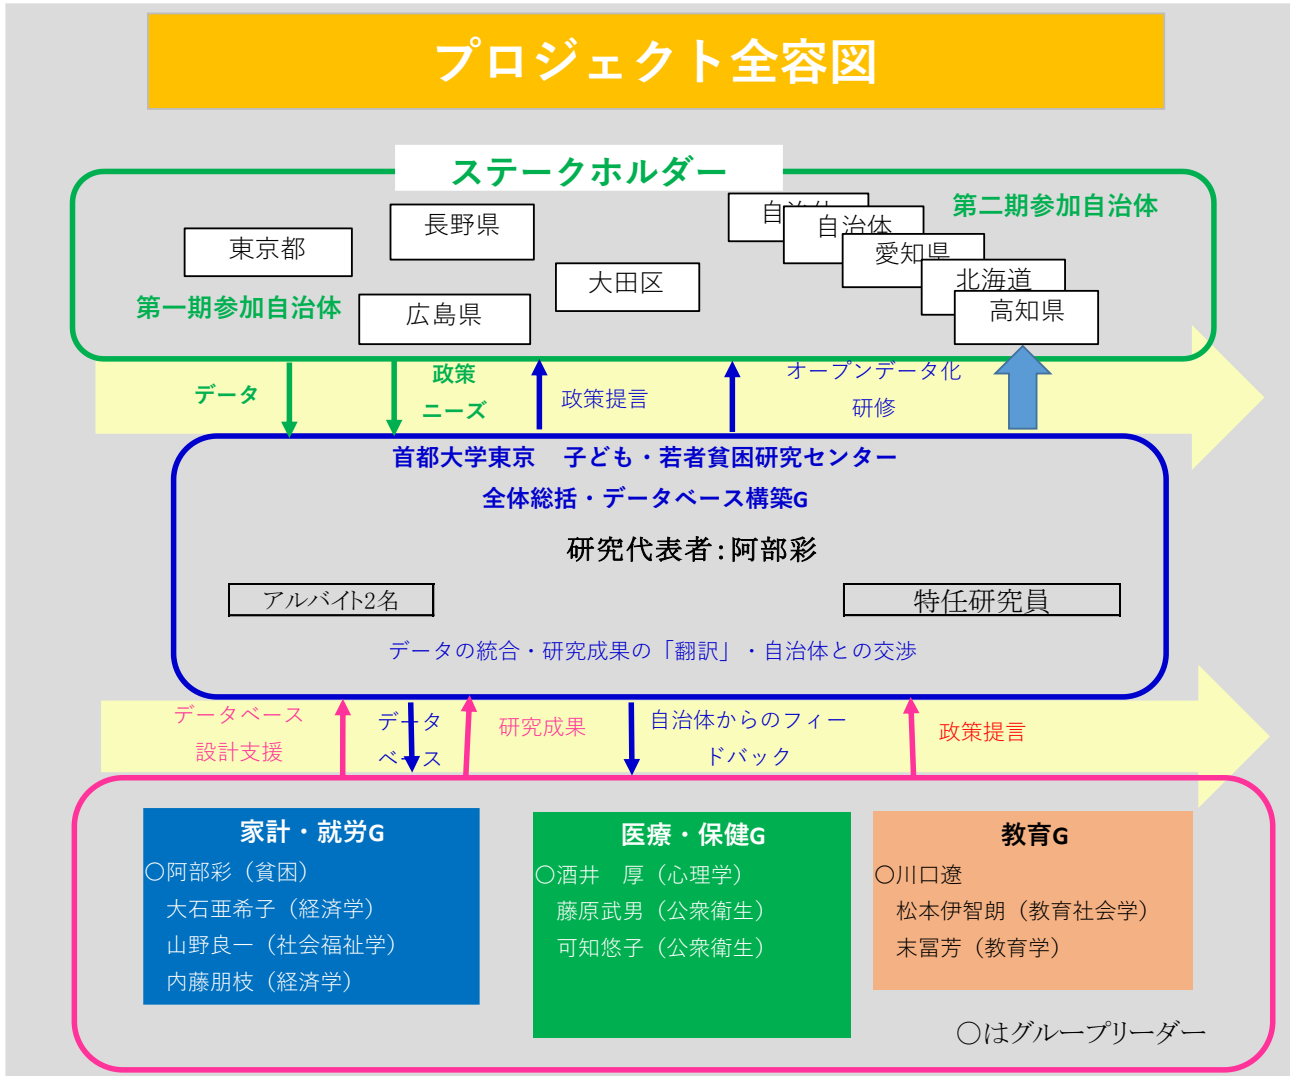 プロジェクト全容図
ステークホルダー
第二期参加自治体
東京都
長野県
大田区
広島県
第一期参加自治体
自治体
自治体
愛知県
北海道
高知県
データ
政策
ニーズ
政策提言
オープンデータ化
研修
首都大学東京　子ども・若者貧困研究センター
全体総括・データベース構築G
研究代表者:阿部彩
アルバイト2名
特任研究員
データの統合・研究成果の「翻訳」・自治体との交渉
データベース
設計支援
データ
ベース
研究成果
自治体からのフィー
ドバック
政策提言
家計・就労G
○阿部彩（貧困）
大石亜希子（経済学）
山野良一（社会福祉学）
内藤朋枝（経済学）
医療・保健G
○酒井　厚（心理学）
藤原武男（公衆衛生）
可知悠子（公衆衛生）
教育G
○川口遼
松本伊智朗（教育社会学）
末冨芳（教育学）
○はグループリーダー